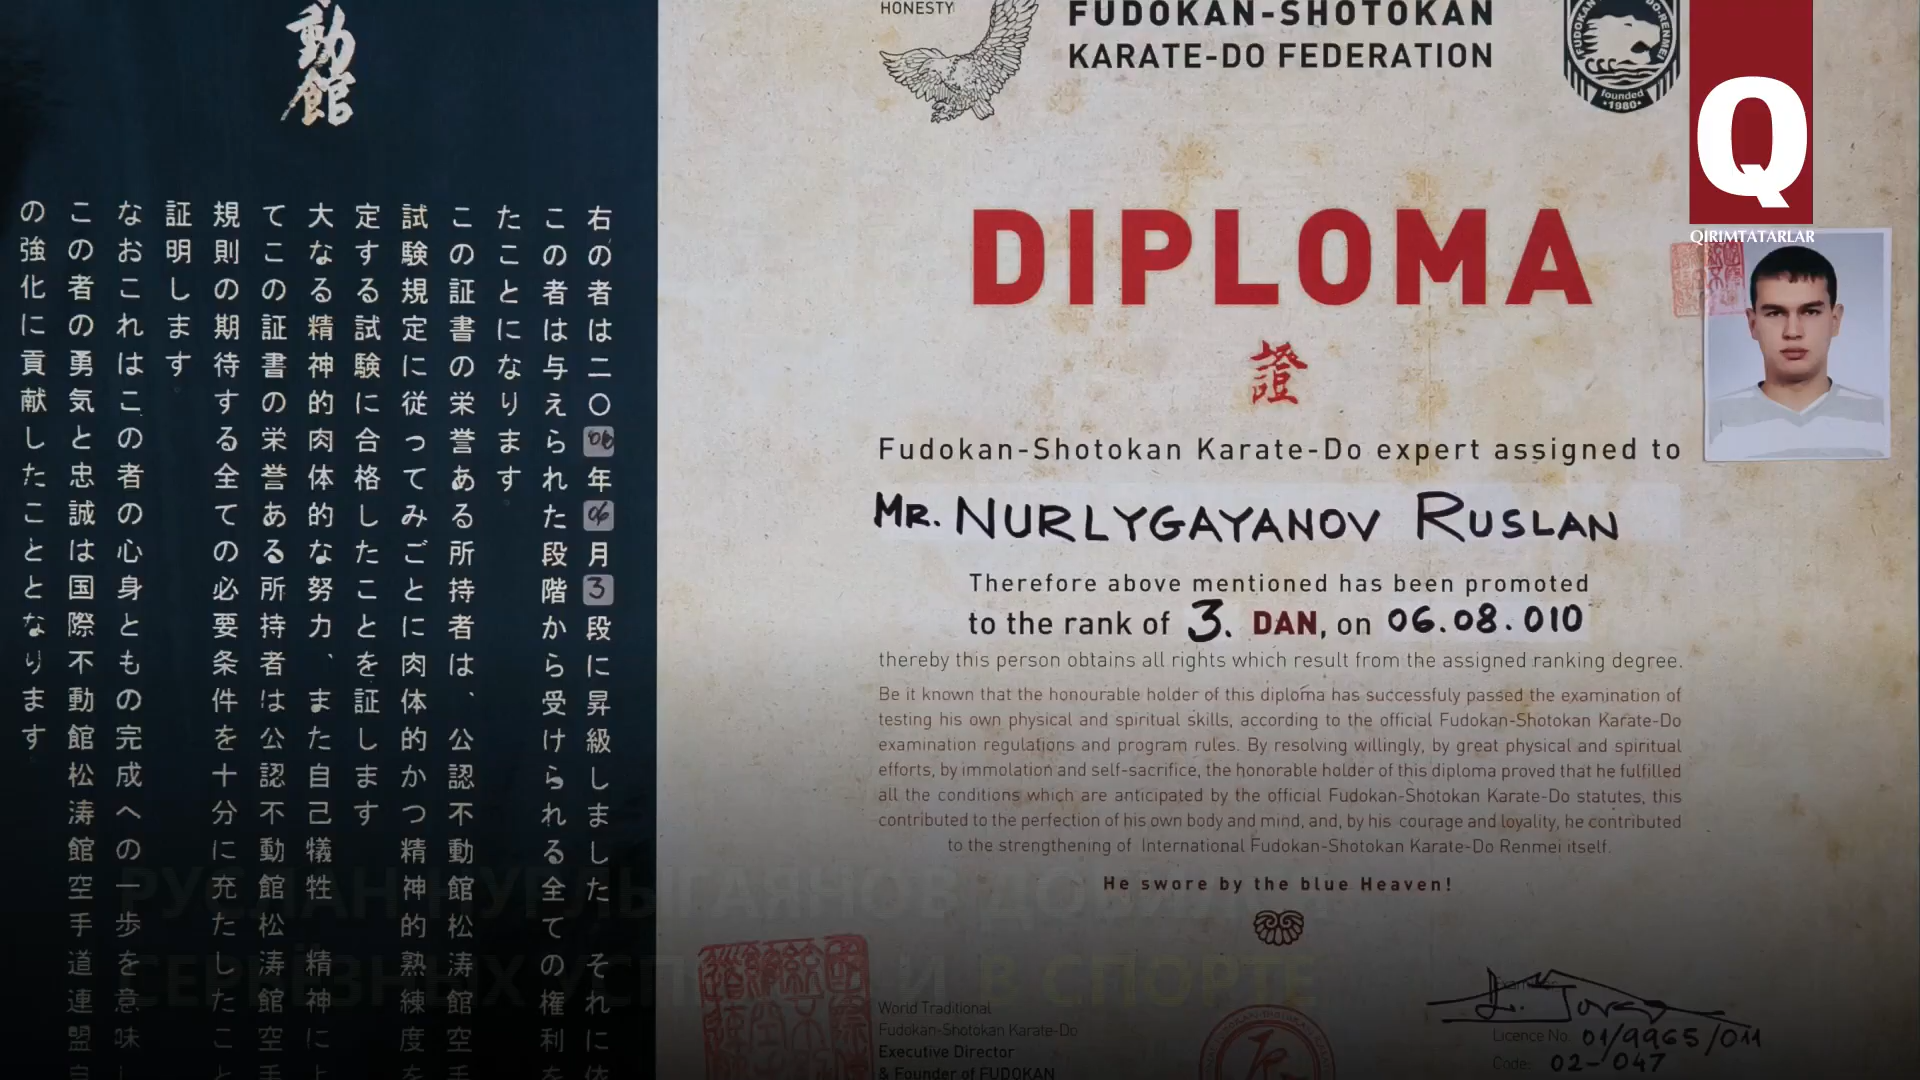 動
館
右の者は二〇06年06月3段に昇級しました それに依
この者は与えられた段階から受けられる全ての権利を
たことになります
この証書の栄誉ある所持者は、公認不動館松涛館空手
試験規定に従ってみごとに肉体的かつ精神的熟練度を
定する試験に合格したことを証します
大なる精神的肉体的な努力、また自己犠牲 精神によ
てこの証書の栄誉ある所持者は公認不動館松涛館空手
規則の期待する全ての必要条件を十分に充たしたこと
証明します
なおこれはこの者の心身ともの完成への一歩を意味し
この者の勇気と忠誠は国際不動館松涛館空手道連盟自
の強化に貢献したこととなります
HONESTY
FUDOKAN-SHOTOKAN
KARATE-DO FEDERATION
founded
•1980•
Q
QIRIMTATARLAR
DIPLOMA
證
Fudokan-Shotokan Karate-Do expert assigned to
MR. NURLYGAYANOV RUSLAN
Therefore above mentioned has been promoted
to the rank of 3. DAN, on 06.08.010
thereby this person obtains all rights which result from the assigned ranking degree.
Be it known that the honourable holder of this diploma has successfuly passed the examination of
testing his own physical and spiritual skills, according to the official Fudokan-Shotokan Karate-Do
examination regulations and program rules. By resolving willingly, by great physical and spiritual
efforts, by immolation and self-sacrifice, the honorable holder of this diploma proved that he fulfilled
all the conditions which are anticipated by the official Fudokan-Shotokan Karate-Do statutes, this
contributed to the perfection of his own body and mind, and, by his courage and loyality, he contributed
to the strengthening of International Fudokan-Shotokan Karate-Do Renmei itself.
He swore by the blue Heaven!
РУСЛАН НУРЛЫГАЯНОВ ДОБИЛСЯ
СЕРЬЁЗНЫХ УСПЕХОВ И В СПОРТЕ
World Traditional
Fudokan-Shotokan Karate-Do
Executive Director
& Founder of FUDOKAN
Licence No. 01/9965/011
Code: 02-047